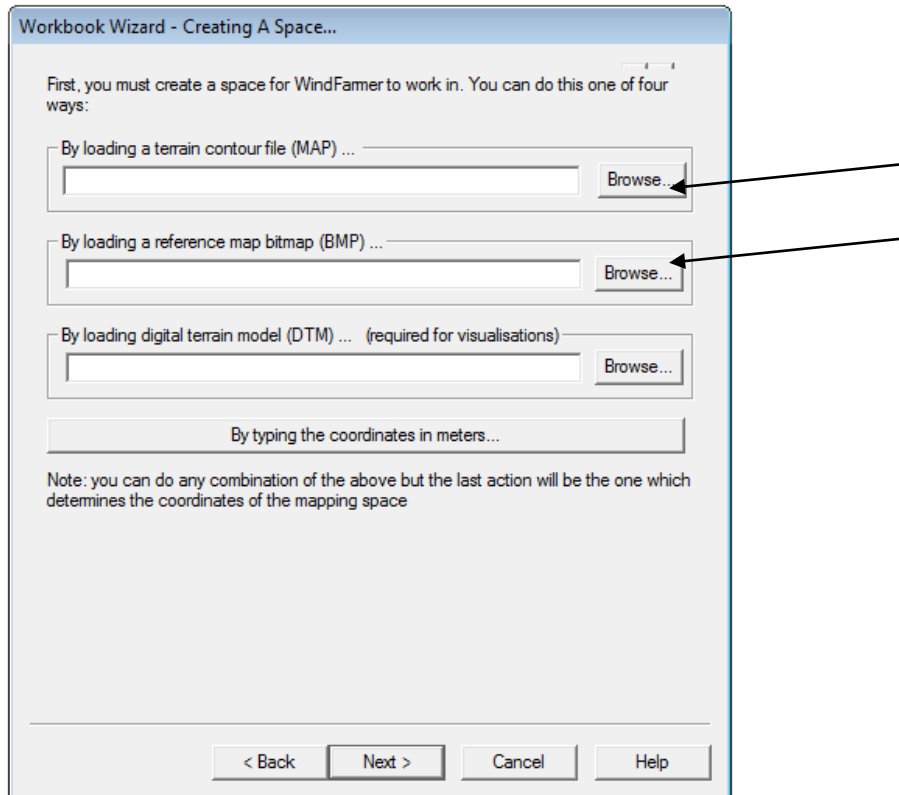 Workbook Wizard - Creating A Space...
First, you must create a space for WindFarmer to work in. You can do this one of four
ways:
By loading a terrain contour file (MAP) ...
Browse...
By loading a reference map bitmap (BMP) ...
Browse...
By loading digital terrain model (DTM) ... (required for visualisations)
Browse...
By typing the coordinates in meters...
Note: you can do any combination of the above but the last action will be the one which
determines the coordinates of the mapping space
< Back Next > Cancel Help